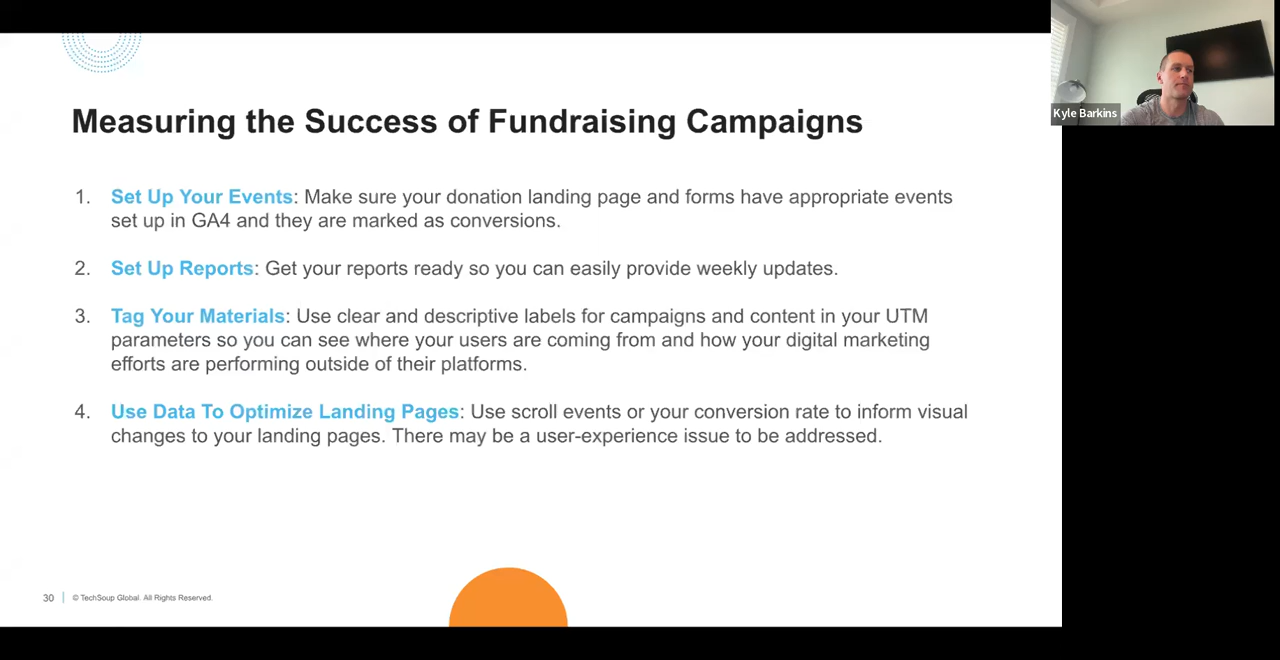 Measuring the Success of Fundraising Campaigns
1. Set Up Your Events: Make sure your donation landing page and forms have appropriate events
set up in GA4 and they are marked as conversions.
2. Set Up Reports: Get your reports ready so you can easily provide weekly updates.
3. Tag Your Materials: Use clear and descriptive labels for campaigns and content in your UTM
parameters so you can see where your users are coming from and how your digital marketing
efforts are performing outside of their platforms.
4. Use Data To Optimize Landing Pages: Use scroll events or your conversion rate to inform visual
changes to your landing pages. There may be a user-experience issue to be addressed.
30 | © TechSoup Global. All Rights Reserved.
Kyle Barkins